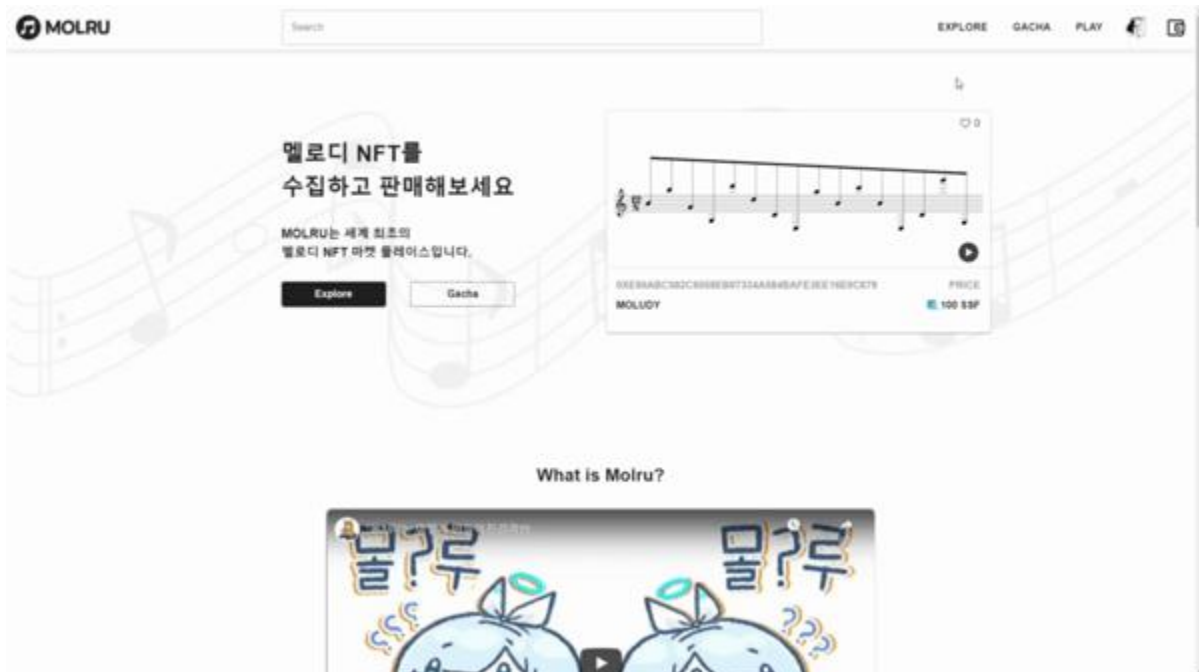 MOLRU
Search
EXPLORE
GACHA
PLAY
0
멜로디 NFT를
수집하고 판매해보세요
MOLRU는 세계 최초의
멜로디 NFT 마켓 플레이스입니다.
Explore
Gacha
PRICE
MOLUDY
100 SSF
What is Molru?
몰?루
몰?루
???